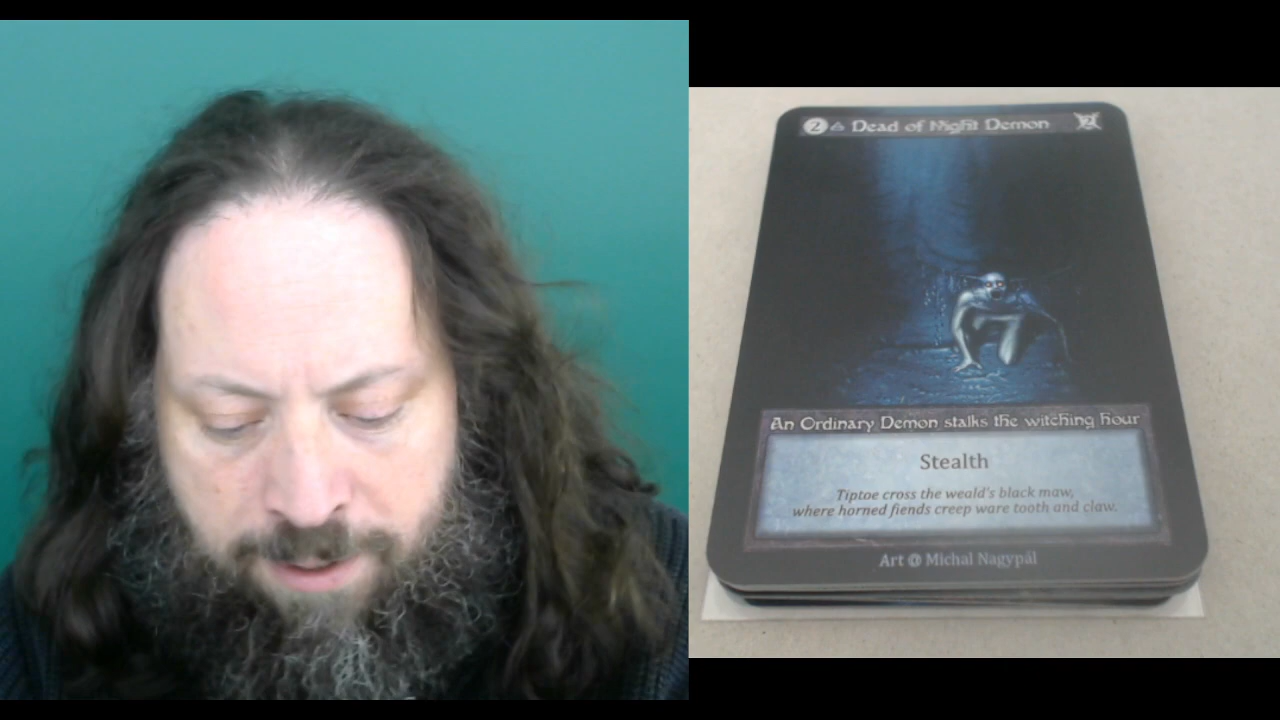 2 Dead of Night Demon 2
An Ordinary Demon stalks the witching hour
Stealth
Tiptoe cross the weald's black maw,
where horned fiends creep ware tooth and claw.
Art @ Michal Nagypál